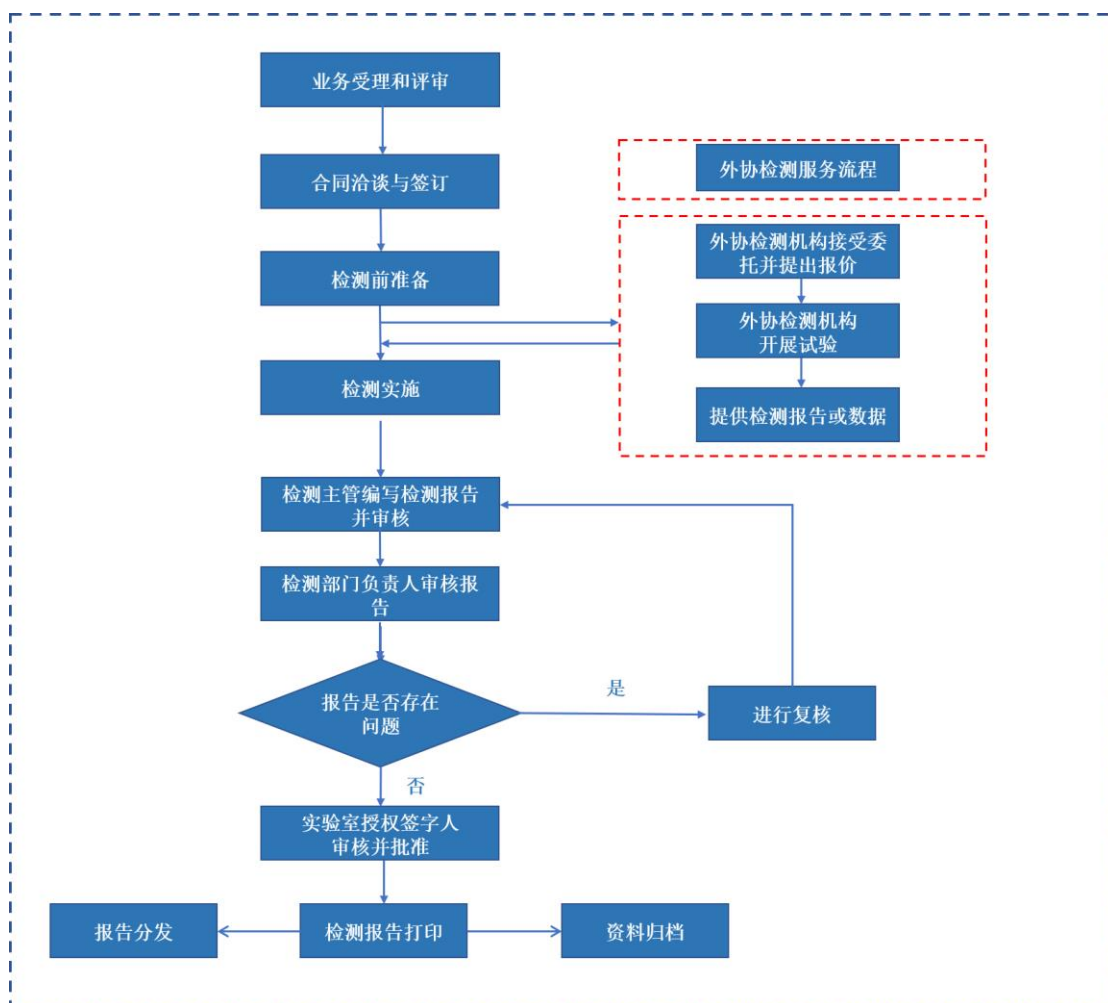 业务受理和评审
合同洽谈与签订
外协检测服务流程
检测前准备
外协检测机构接受委
托并提出报价
外协检测机构
开展试验
检测实施
提供检测报告或数据
检测主管编写检测报告
并审核
检测部门负责人审核报
告
报告是否存在
问题
是
进行复核
否
实验室授权签字人
审核并批准
报告分发
检测报告打印
资料归档